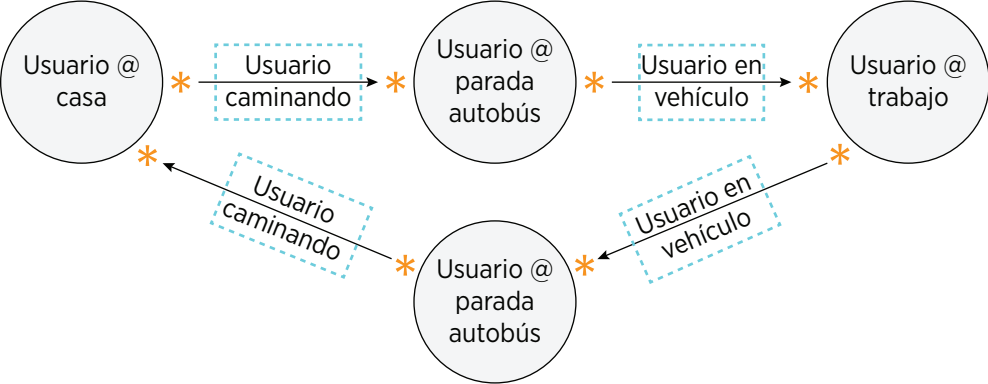 Usuario @
casa
*
Usuario
caminando
*
Usuario @
parada
autobús
*
Usuario en
vehículo
*
Usuario @
trabajo
*
*
Usuario
caminando
*
Usuario @
parada
autobús
*
Usuario en
vehículo